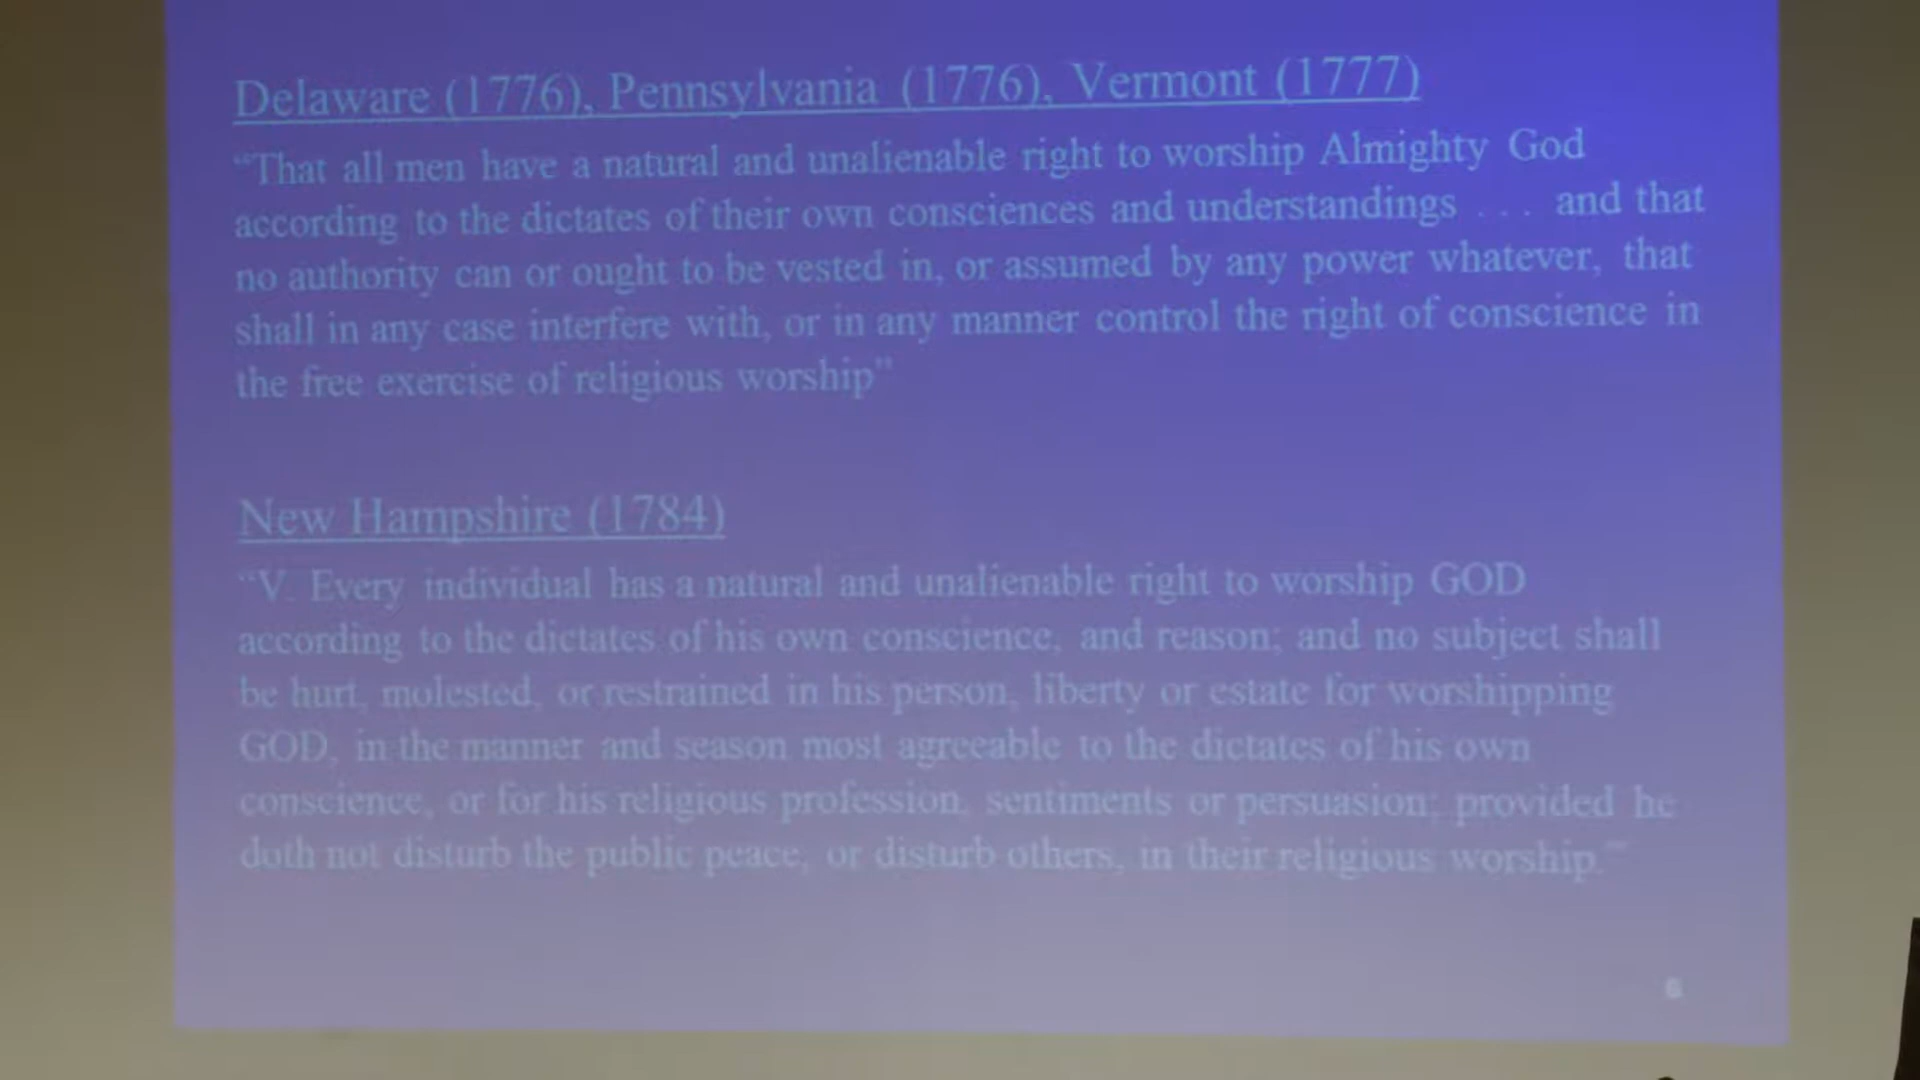 Delaware (1776), Pennsylvania (1776), Vermont (1777)
“That all men have a natural and unalienable right to worship Almighty God
according to the dictates of their own consciences and understandings . . . and that
no authority can or ought to be vested in, or assumed by any power whatever, that
shall in any case interfere with, or in any manner control the right of conscience in
the free exercise of religious worship”
New Hampshire (1784)
“V. Every individual has a natural and unalienable right to worship GOD
according to the dictates of his own conscience, and reason; and no subject shall
be hurt, molested, or restrained in his person, liberty or estate for worshipping
GOD, in the manner and season most agreeable to the dictates of his own
conscience, or for his religious profession, sentiments or persuasion; provided he
doth not disturb the public peace, or disturb others, in their religious worship.”
6